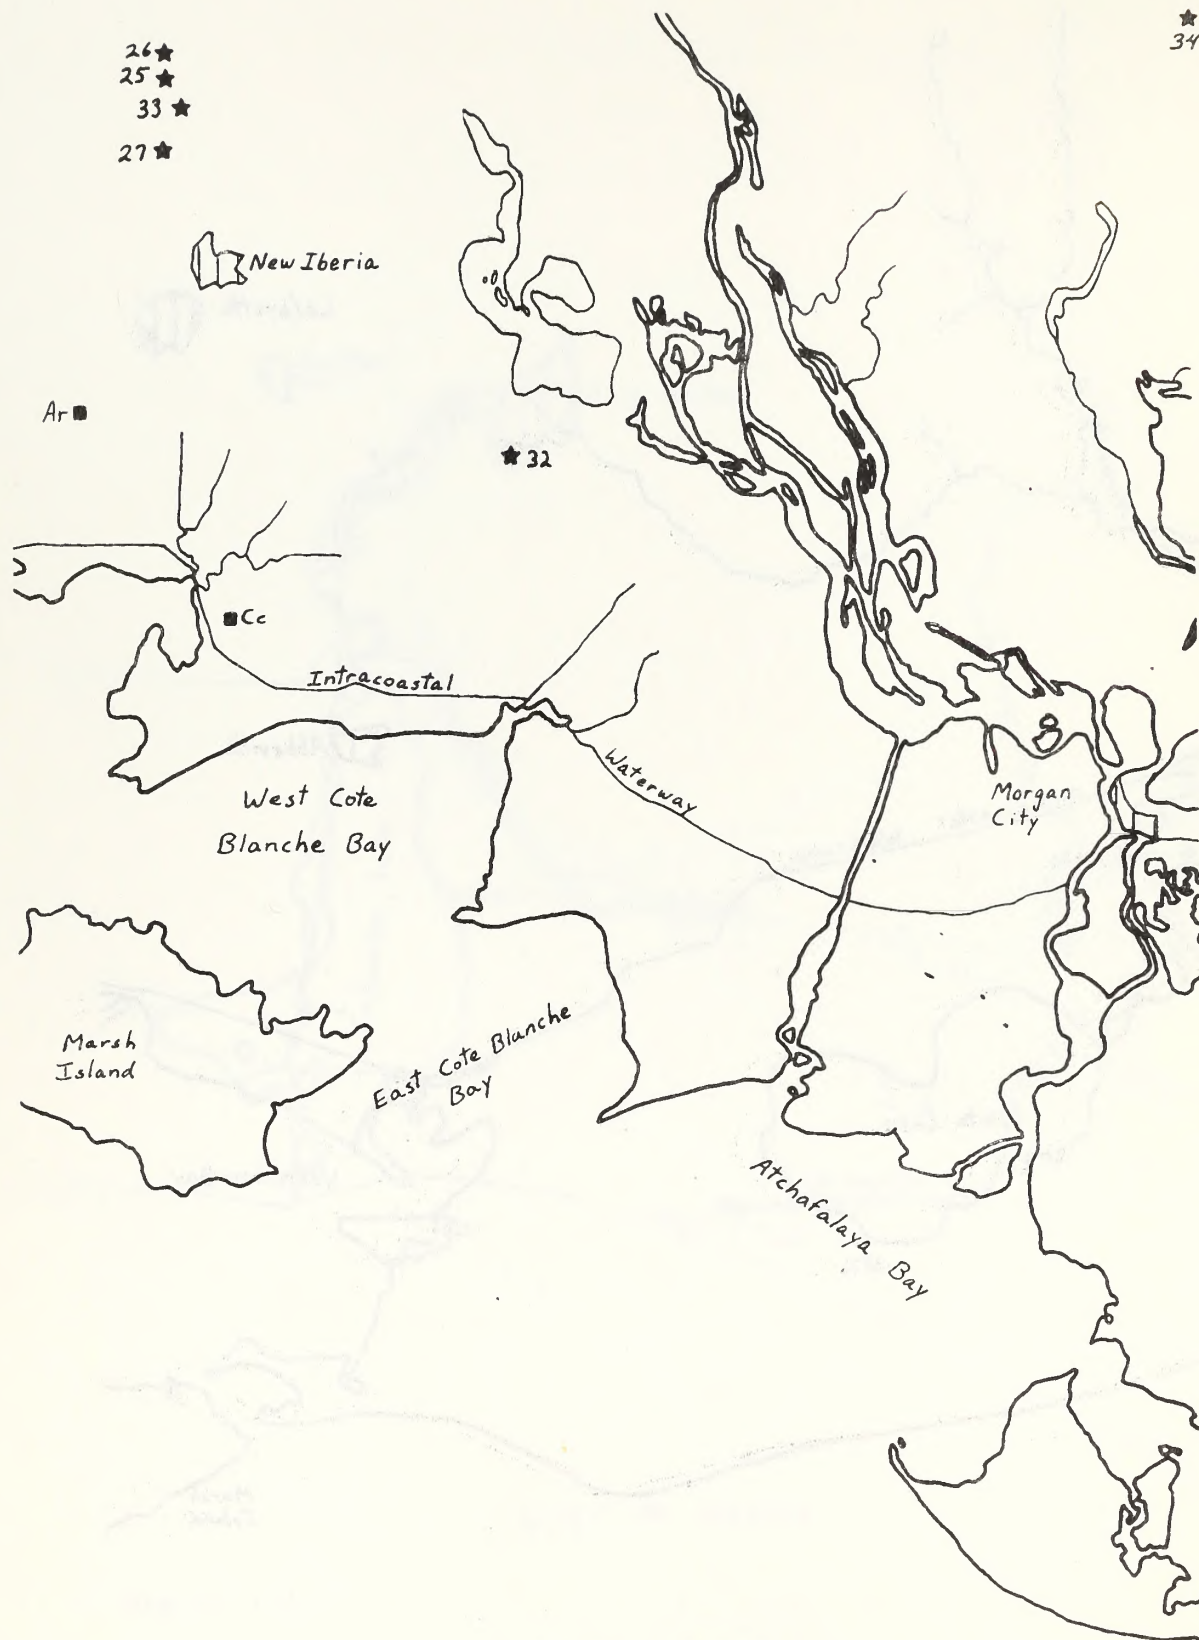 26
34
25
33
27
New Iberia
Ar
32
Cc
Intracoastal
Waterway
West Cote
Blanche Bay
Morgan
City
Marsh
Island
East Cote Blanche
Bay
Atchafalaya Bay